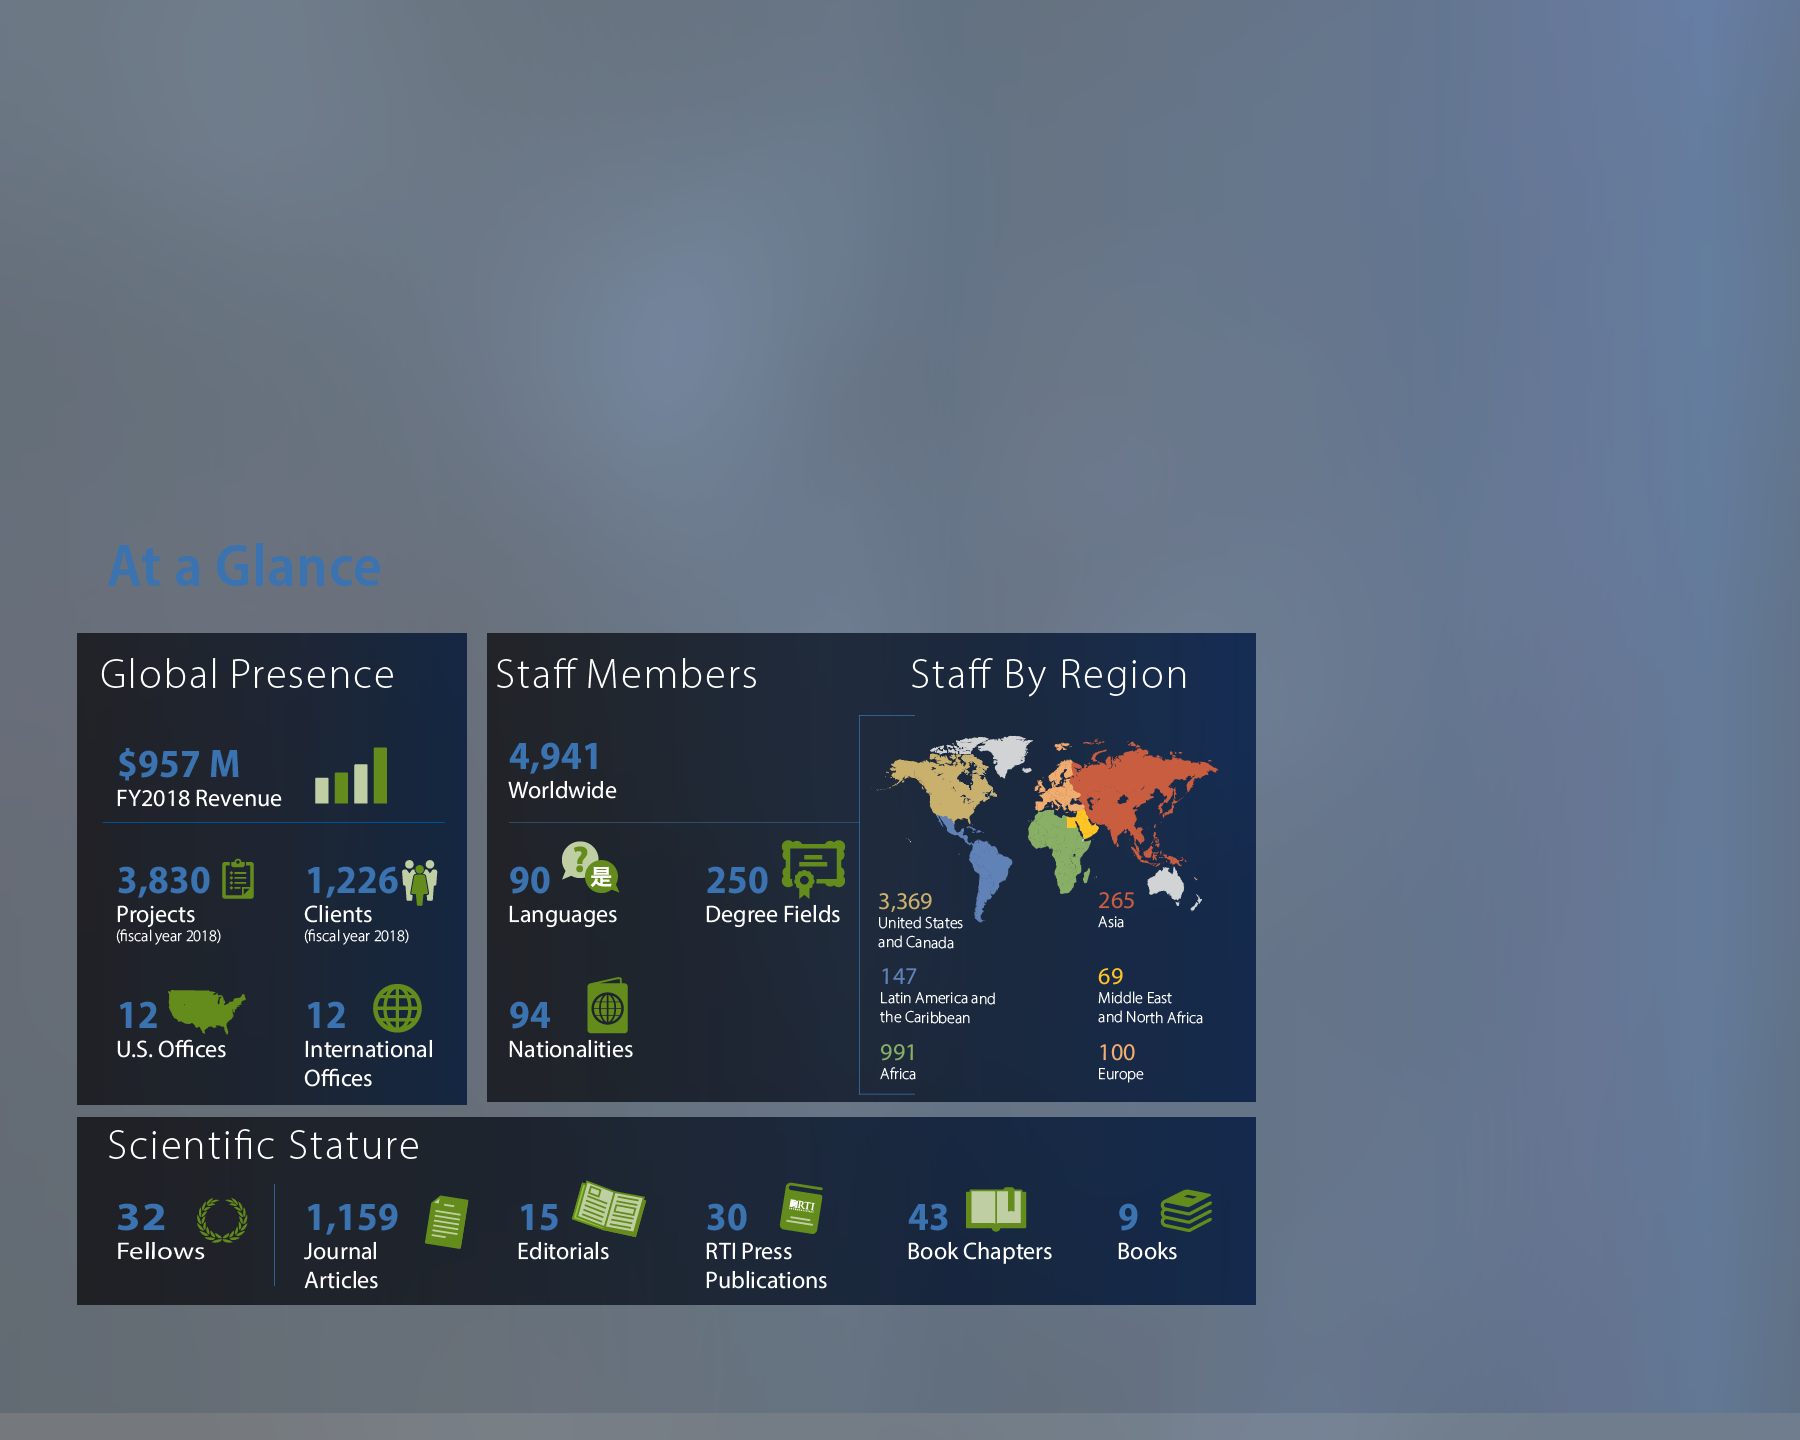 At a Glance
Global Presence
$957 M
FY2018 Revenue
3,830
Projects
(fiscal year 2018)
1,226
Clients
(fiscal year 2018)
12
U.S. Offices
12
International
Offices
Staff Members
4,941
Worldwide
90
Languages
?
是
250
Degree Fields
94
Nationalities
Staff By Region
3,369
United States
and Canada
265
Asia
147
Latin America and
the Caribbean
69
Middle East
and North Africa
991
Africa
100
Europe
Scientific Stature
32
Fellows
1,159
Journal
Articles
15
Editorials
30
RTI Press
Publications
RTI
43
Book Chapters
9
Books